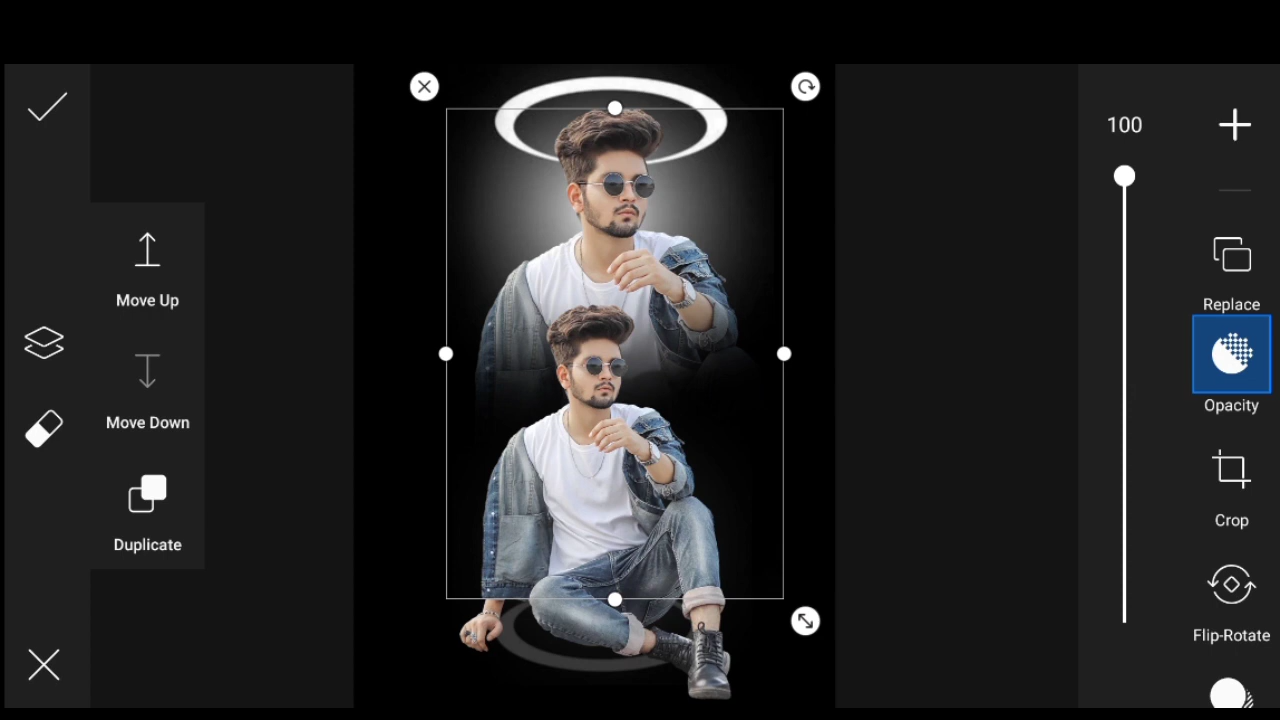 Move Up
Move Down
Duplicate
100
Replace
Opacity
Crop
Flip-Rotate